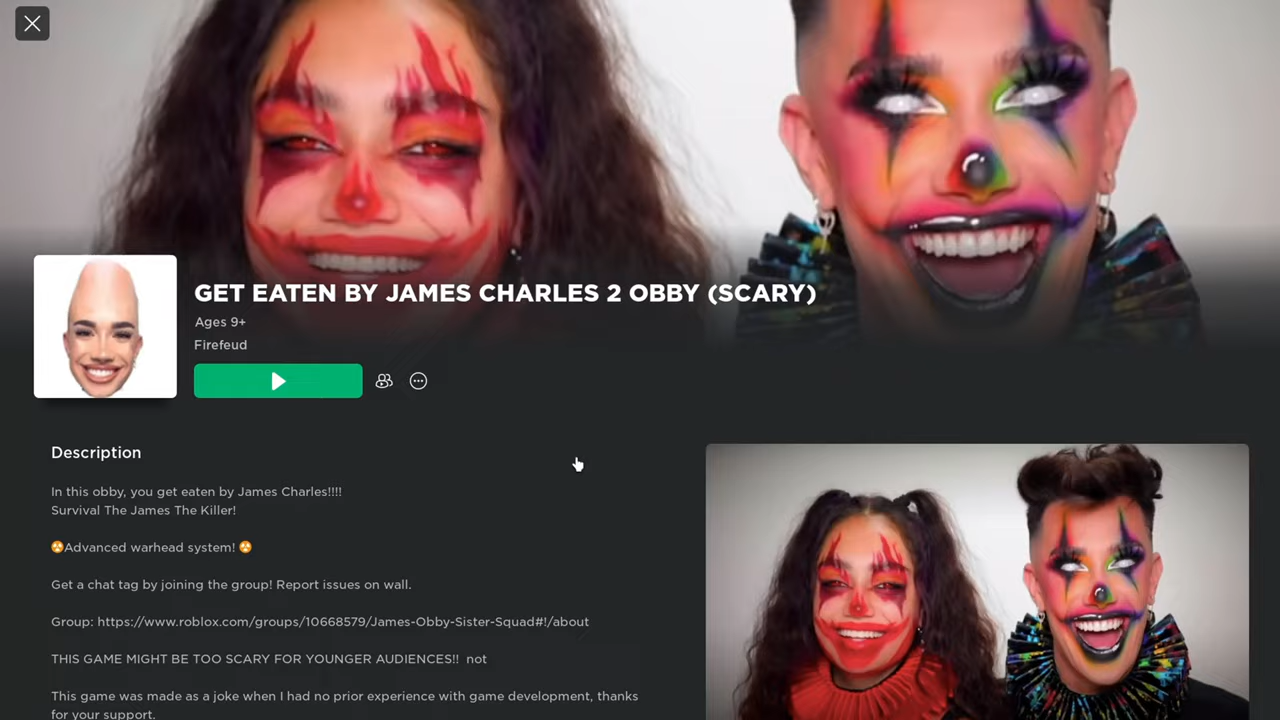 GET EATEN BY JAMES CHARLES 2 OBBY (SCARY)
Ages 9+
Firefeud
Description
In this obby, you get eaten by James Charles!!!!
Survival The James The Killer!
☢Advanced warhead system! ☢
Get a chat tag by joining the group! Report issues on wall.
Group: https://www.roblox.com/groups/10668579/James-Obby-Sister-Squad#!/about
THIS GAME MIGHT BE TOO SCARY FOR YOUNGER AUDIENCES!! not
This game was made as a joke when I had no prior experience with game development, thanks
for your support.